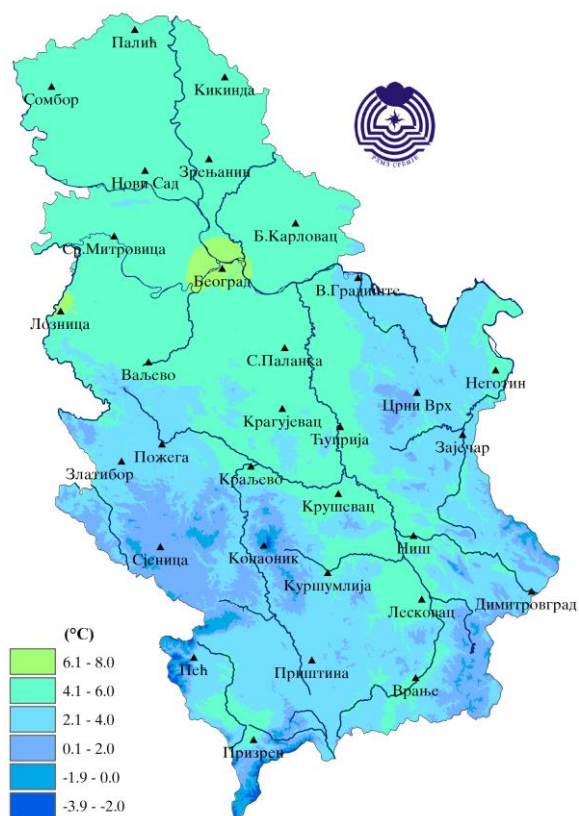 Палић
Сомбор
Кикинда
Зрењанин
Нови Сад
РХМЗ СРБИЈЕ
Б.Карловац
Ср.Митровица
Београд
В.Градиште
Лозница
С.Паланка
Ваљево
Неготин
Црни Врх
Крагујевац
Ћуприја
Зајечар
Пожега
Златибор
Краљево
Крушевац
Ниш
Сјеница
Копаоник
Куршумлија
Лесковац
Димитровград
(°C)
6.1 - 8.0
4.1 - 6.0
2.1 - 4.0
0.1 - 2.0
-1.9 - 0.0
-3.9 - -2.0
Пећ
Приштина
Врање
Призрен